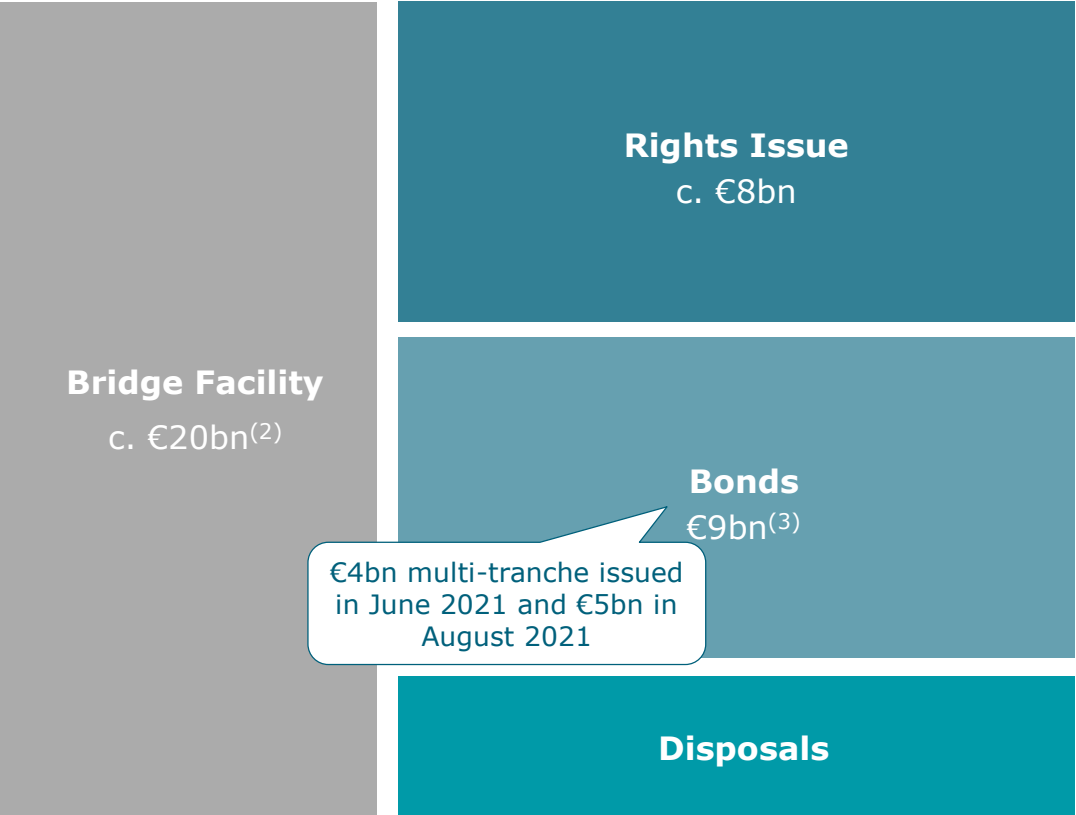 Rights Issue
c. €8bn
Bridge Facility
c. €20bn(2)
Bonds
€9bn(3)
€4bn multi-tranche issued
in June 2021 and €5bn in
August 2021
Disposals